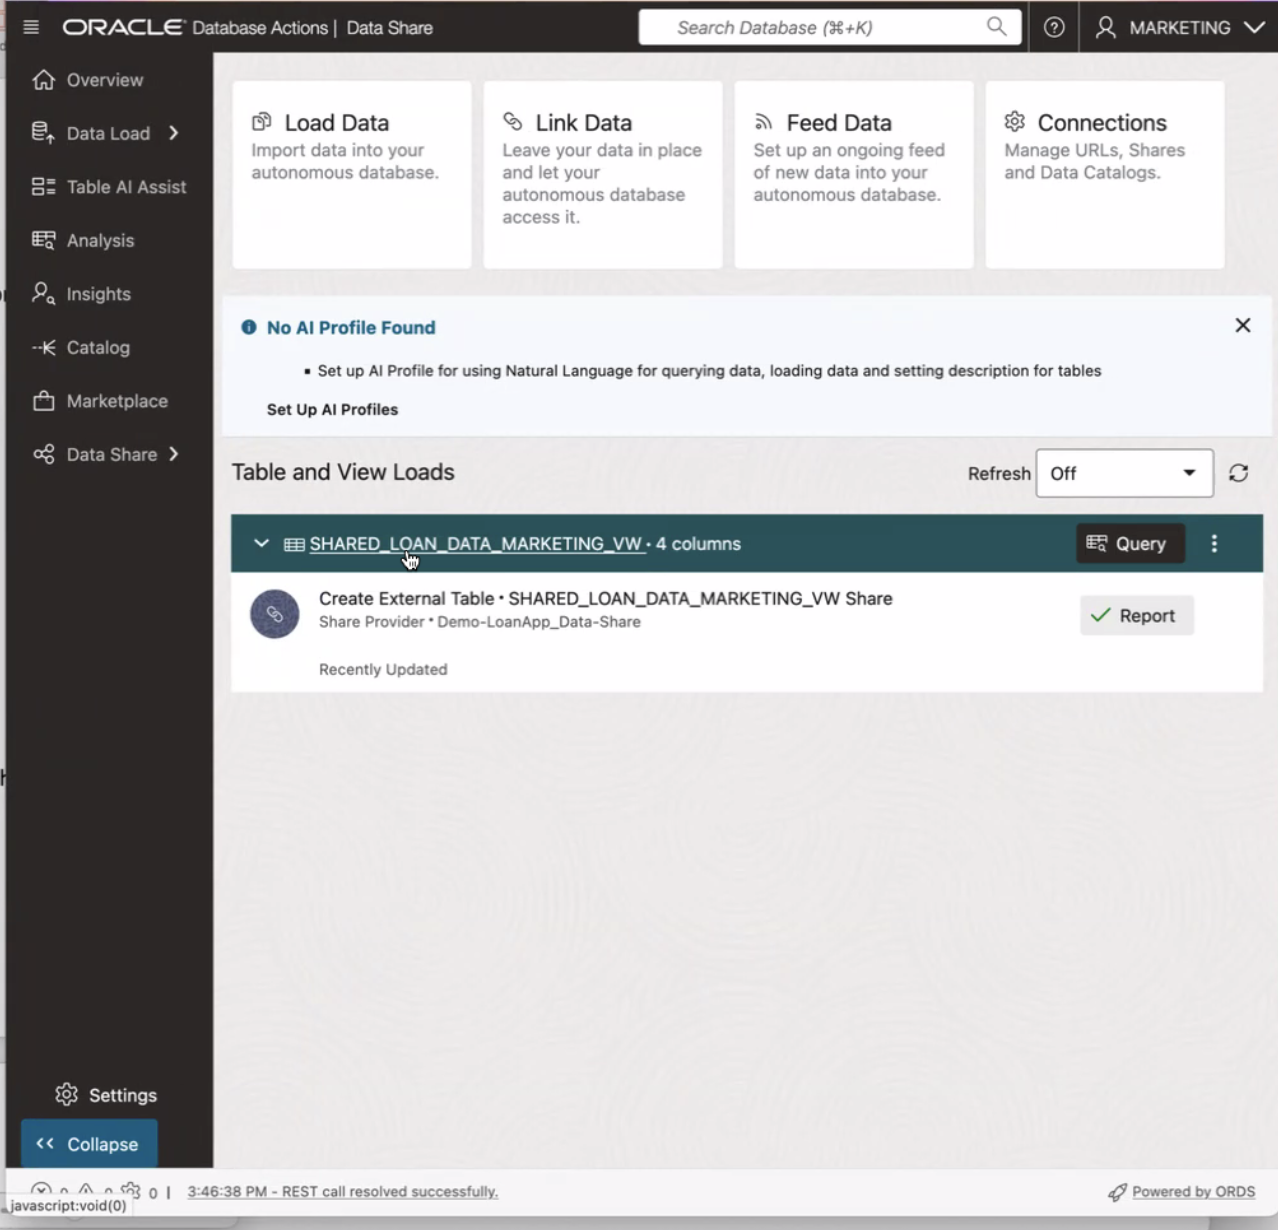 ORACLE Database Actions | Data Share
Search Database (⌘+K)
MARKETING
Overview
Data Load
Table AI Assist
Analysis
Insights
Catalog
Marketplace
Data Share
Load Data
Import data into your
autonomous database.
Link Data
Leave your data in place
and let your
autonomous database
access it.
Feed Data
Set up an ongoing feed
of new data into your
autonomous database.
Connections
Manage URLs, Shares
and Data Catalogs.
No AI Profile Found
▪ Set up AI Profile for using Natural Language for querying data, loading data and setting description for tables
Set Up AI Profiles
Table and View Loads
Refresh Off
SHARED_LOAN_DATA_MARKETING_VW • 4 columns
Query
Create External Table • SHARED_LOAN_DATA_MARKETING_VW Share
Share Provider • Demo-LoanApp_Data-Share
Report
Recently Updated
Settings
<< Collapse
0 | 3:46:38 PM - REST call resolved successfully.
Powered by ORDS
javascript:void(0)